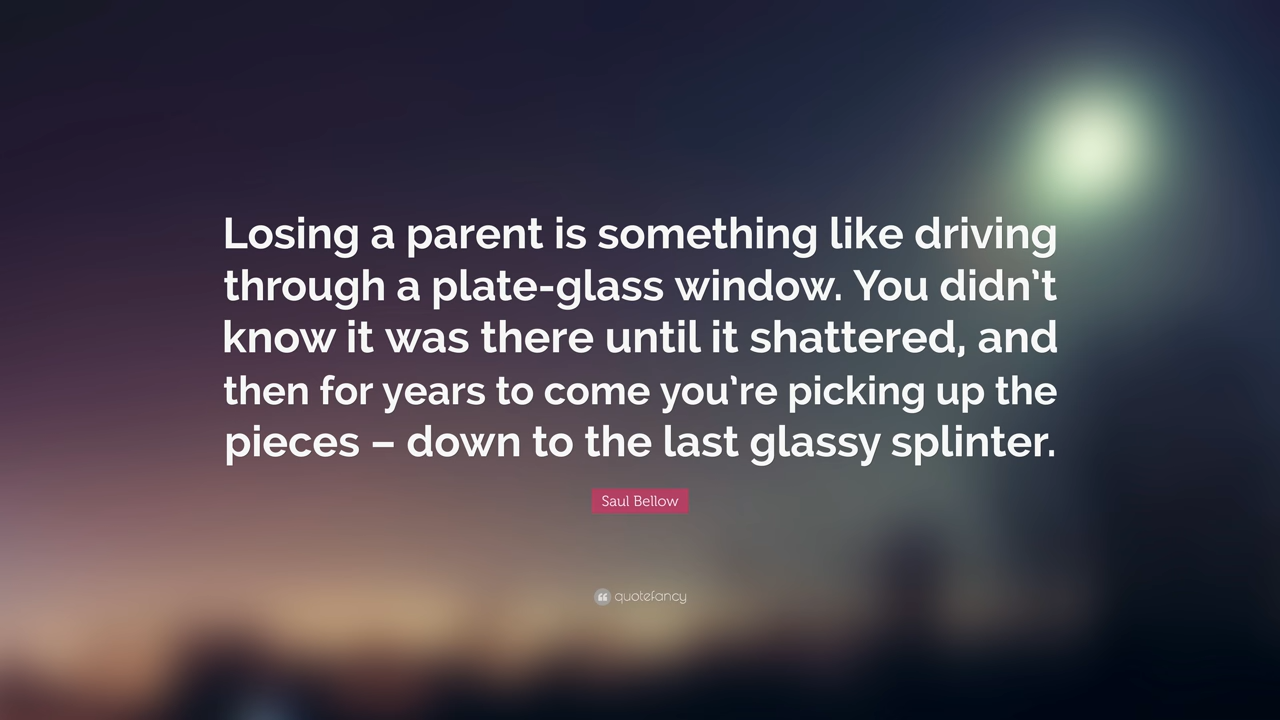 Losing a parent is something like driving
through a plate-glass window. You didn’t
know it was there until it shattered, and
then for years to come you’re picking up the
pieces – down to the last glassy splinter.
Saul Bellow
quotefancy